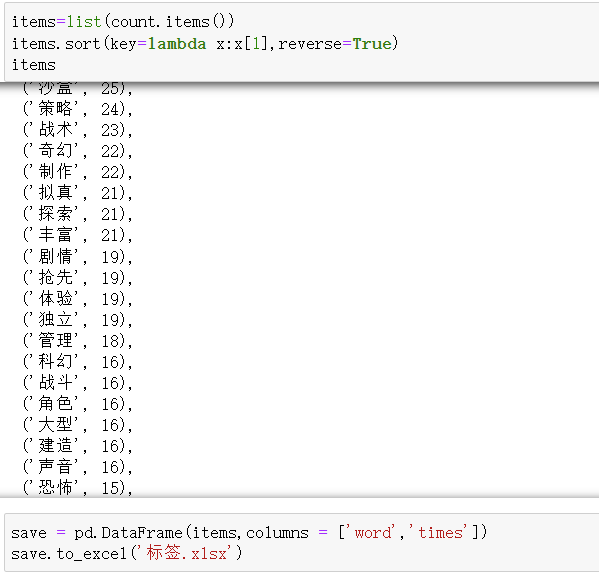 items=list(count.items())
items.sort(key=lambda x:x[1],reverse=True)
items
('沙盒', 25),
('策略', 24),
('战术', 23),
('奇幻', 22),
('制作', 22),
('拟真', 21),
('探索', 21),
('丰富', 21),
('剧情', 19),
('抢先', 19),
('体验', 19),
('独立', 19),
('管理', 18),
('科幻', 16),
('战斗', 16),
('角色', 16),
('大型', 16),
('建造', 16),
('声音', 16),
('恐怖', 15),
save = pd.DataFrame(items,columns = ['word','times'])
save.to_excel('标签.xlsx')